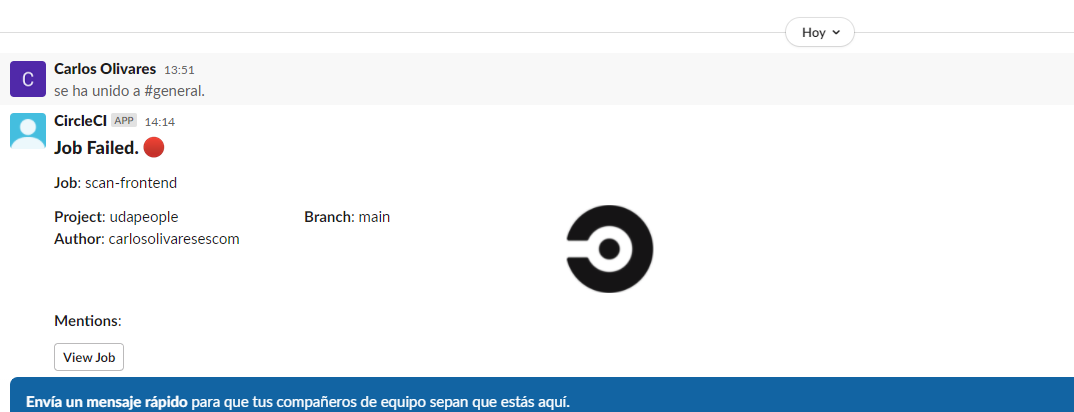 Hoy
C
Carlos Olivares 13:51
se ha unido a #general.
CircleCI APP 14:14
Job Failed.
Job: scan-frontend
Project: udapeople Branch: main
Author: carlosolivaresescom
Mentions:
View Job
Envía un mensaje rápido para que tus compañeros de equipo sepan que estás aquí.